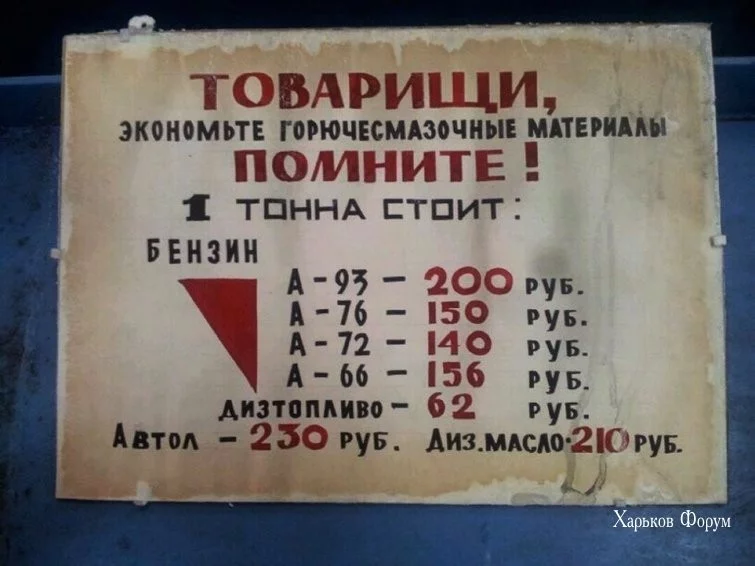 ТОВАРИЩИ,
ЭКОНОМЬТЕ ГОРЮЧЕСМАЗОЧНЫЕ МАТЕРИАЛЫ
ПОМНИТЕ!
1 ТОННА СТОИТ:
БЕНЗИН
А-93 - 200 РУБ.
А-76 - 150 РУБ.
А-72 - 140 РУБ.
А-66 - 156 РУБ.
ДИЗТОПЛИВО - 62 РУБ.
АВТОЛ - 230 РУБ. ДИЗ.МАСЛО-210 РУБ.
Харьков Форум